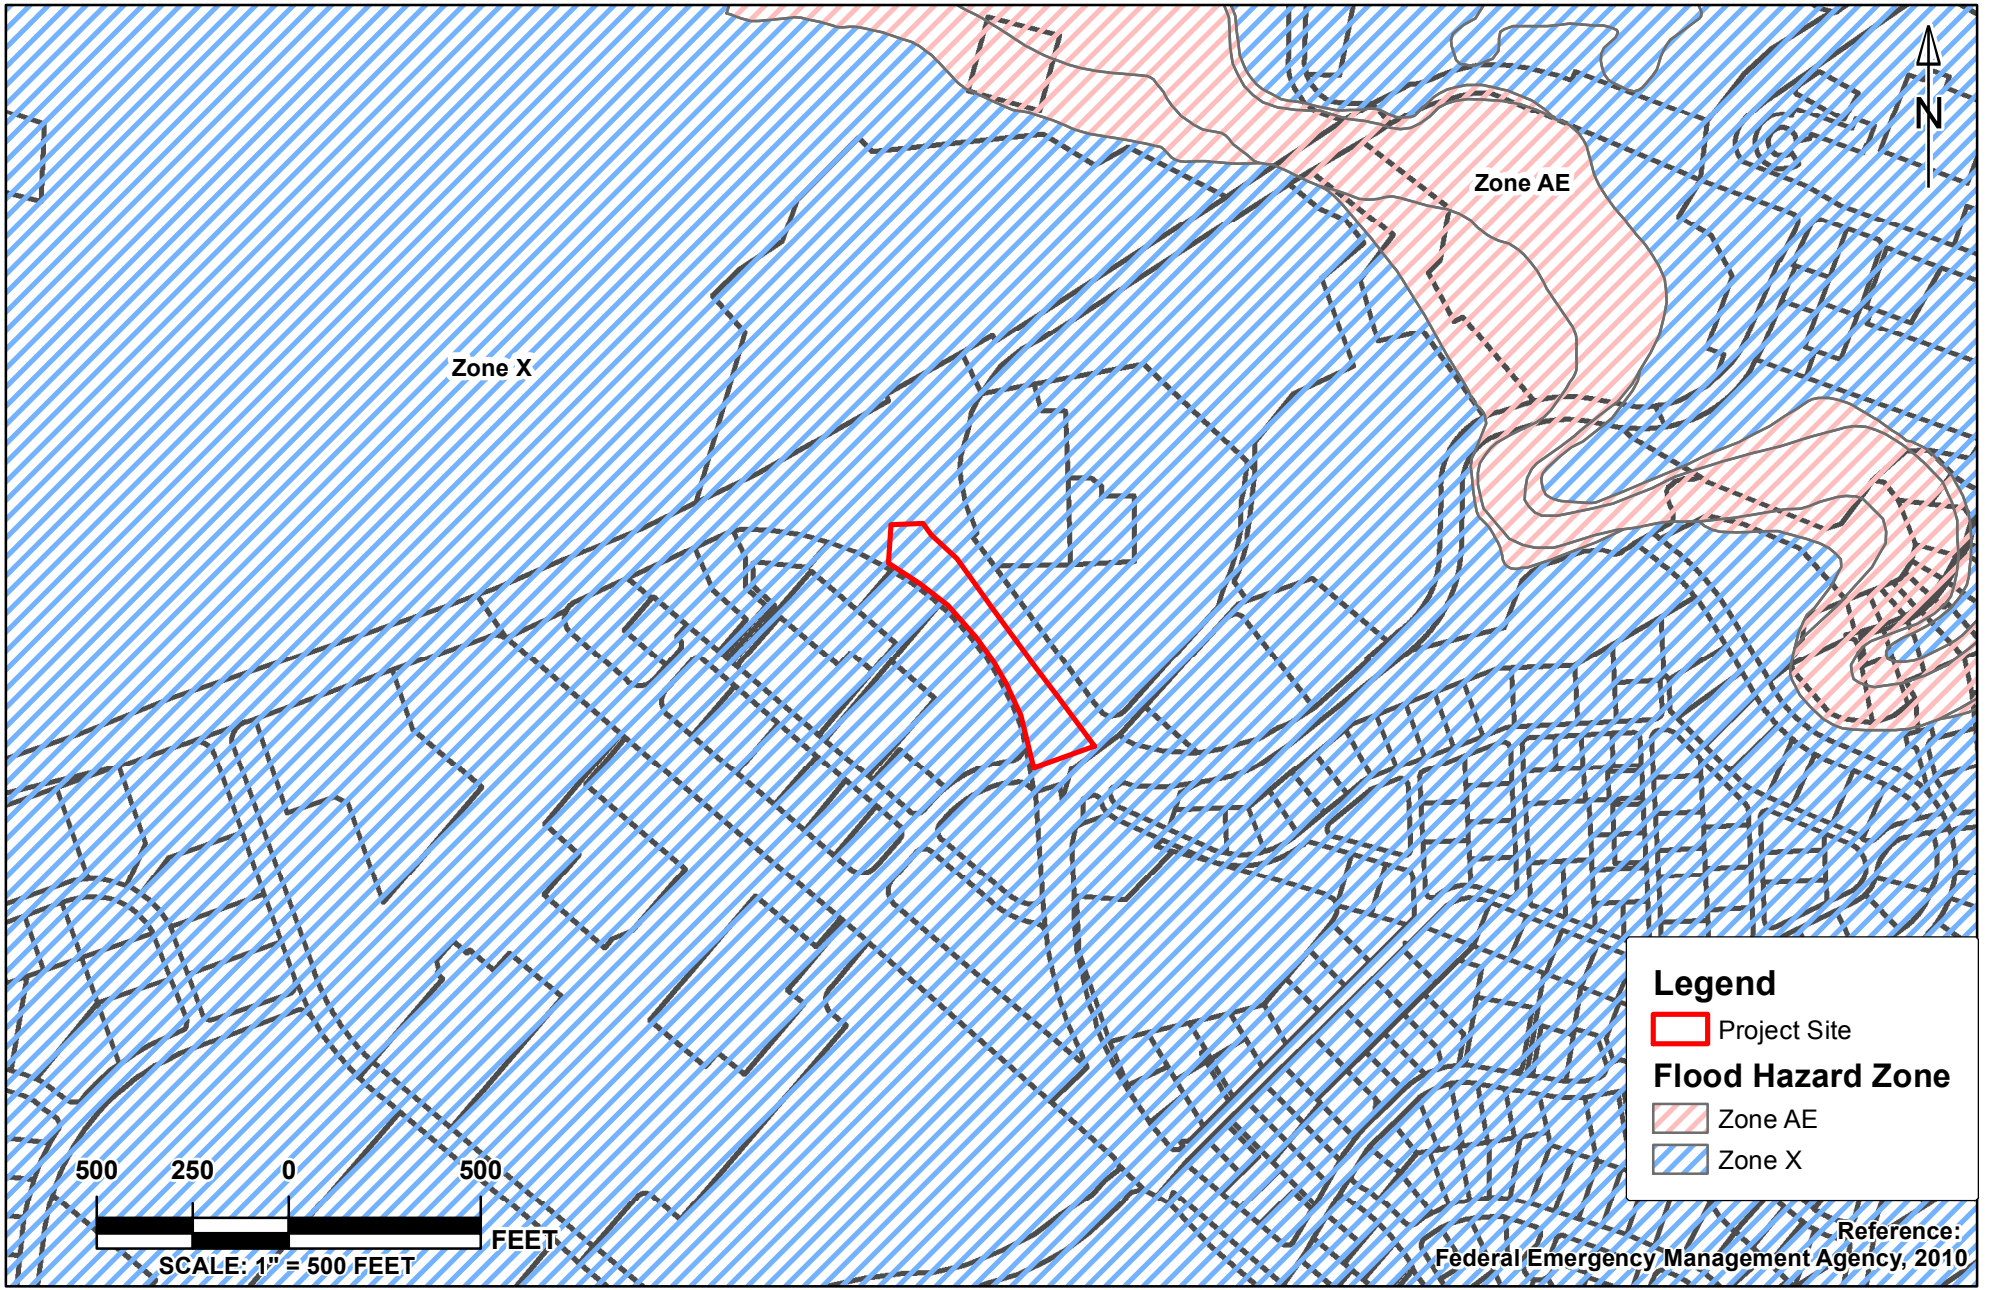 N
Zone AE
Zone X
Legend
Project Site
Flood Hazard Zone
Zone AE
Zone X
500 250 0 500
FEET
SCALE: 1" = 500 FEET
Reference:
Federal Emergency Management Agency, 2010